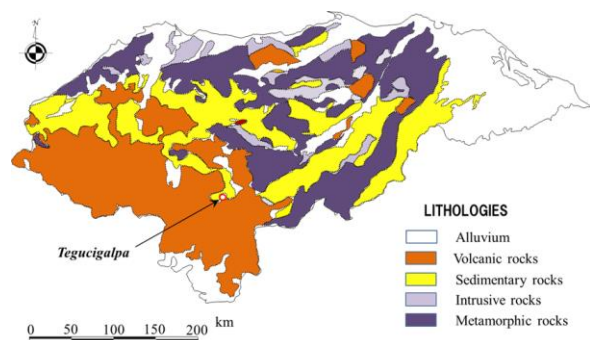 N
Tegucigalpa
LITHOLOGIES
Alluvium
Volcanic rocks
Sedimentary rocks
Intrusive rocks
Metamorphic rocks
0 50 100 150 200 km